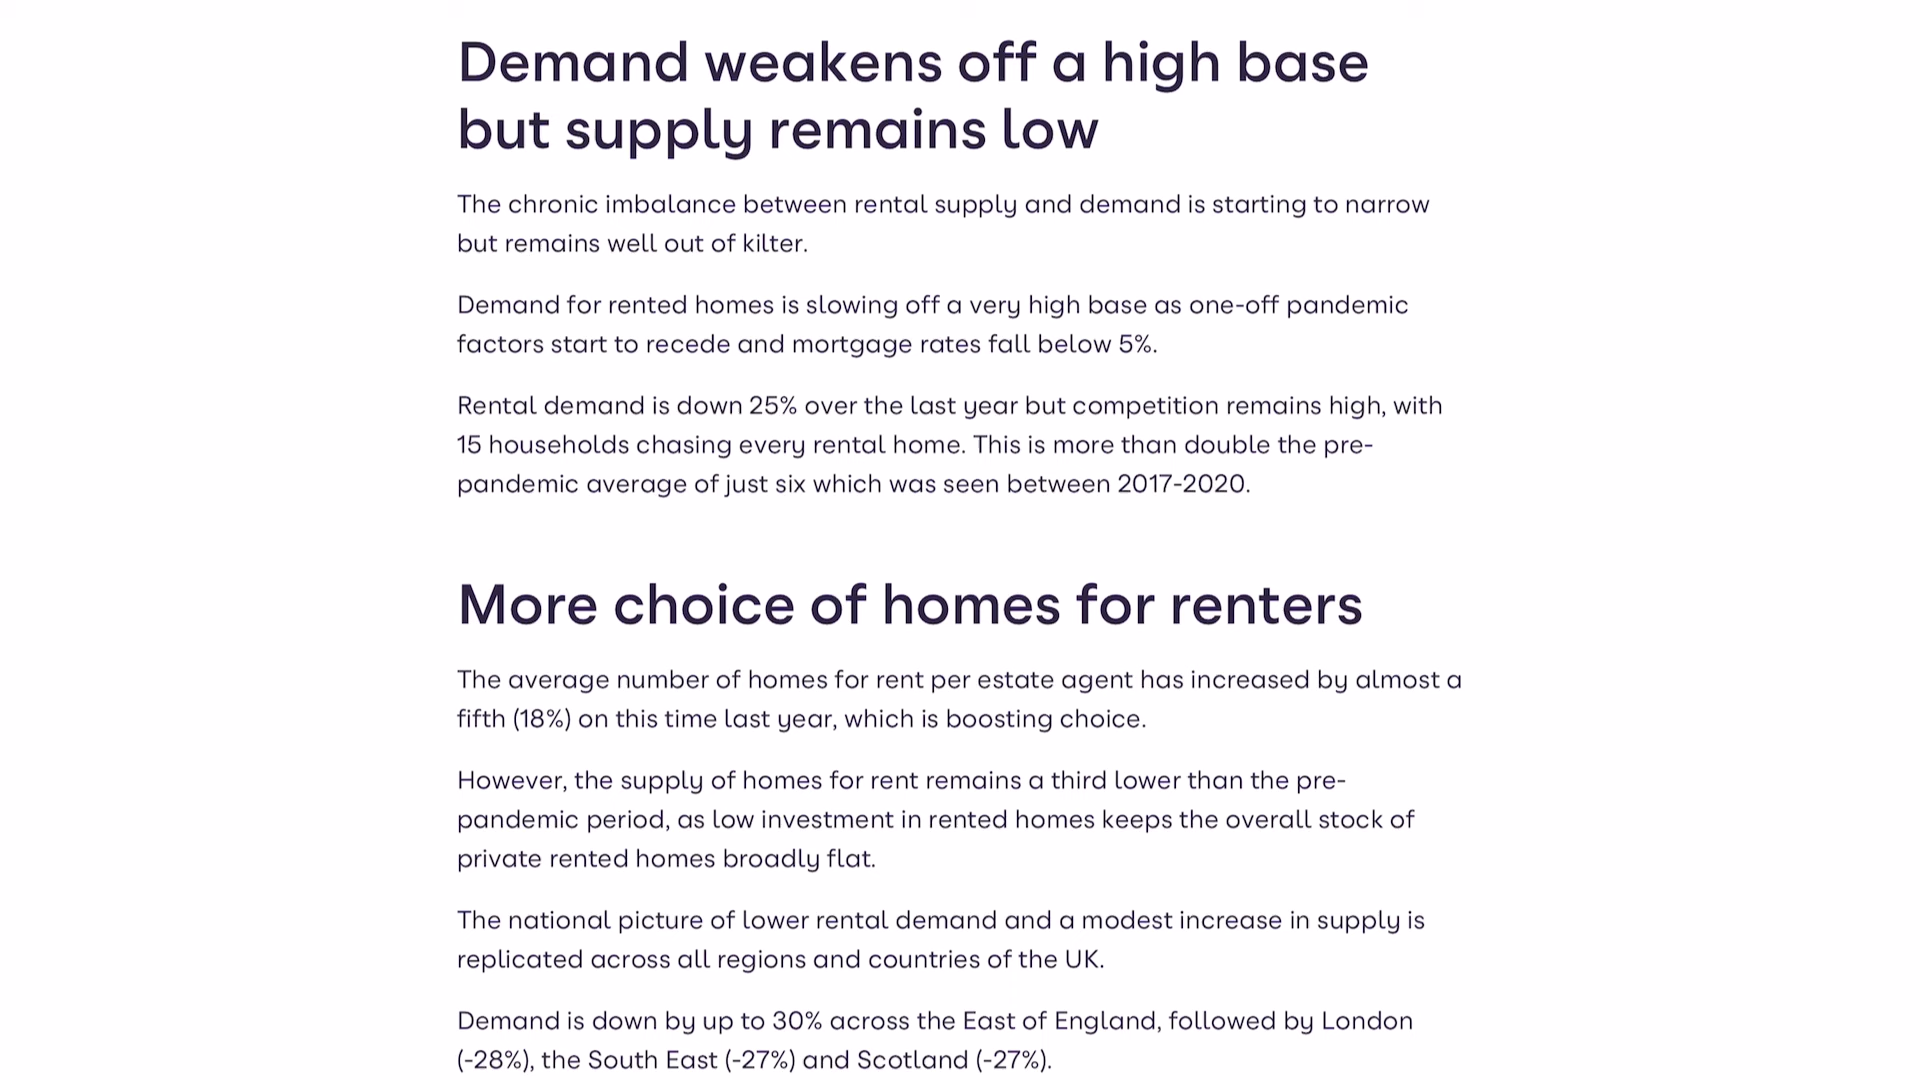 Demand weakens off a high base
but supply remains low
The chronic imbalance between rental supply and demand is starting to narrow
but remains well out of kilter.
Demand for rented homes is slowing off a very high base as one-off pandemic
factors start to recede and mortgage rates fall below 5%.
Rental demand is down 25% over the last year but competition remains high, with
15 households chasing every rental home. This is more than double the pre-
pandemic average of just six which was seen between 2017-2020.
More choice of homes for renters
The average number of homes for rent per estate agent has increased by almost a
fifth (18%) on this time last year, which is boosting choice.
However, the supply of homes for rent remains a third lower than the pre-
pandemic period, as low investment in rented homes keeps the overall stock of
private rented homes broadly flat.
The national picture of lower rental demand and a modest increase in supply is
replicated across all regions and countries of the UK.
Demand is down by up to 30% across the East of England, followed by London
(-28%), the South East (-27%) and Scotland (-27%).